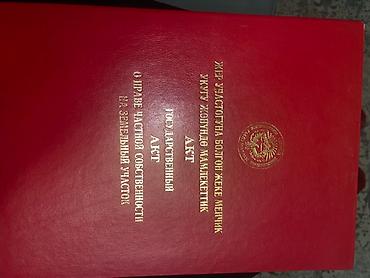 ЖЕР УЧАСТОГУНА БОЛГОН ЖЕКЕ МЕНЧИК
УКУГУ ЖӨНҮНДӨ МАМЛЕКЕТТИК
АКТ
ГОСУДАРСТВЕННЫЙ
АКТ
О ПРАВЕ ЧАСТНОЙ СОБСТВЕННОСТИ
НА ЗЕМЕЛЬНЫЙ УЧАСТОК